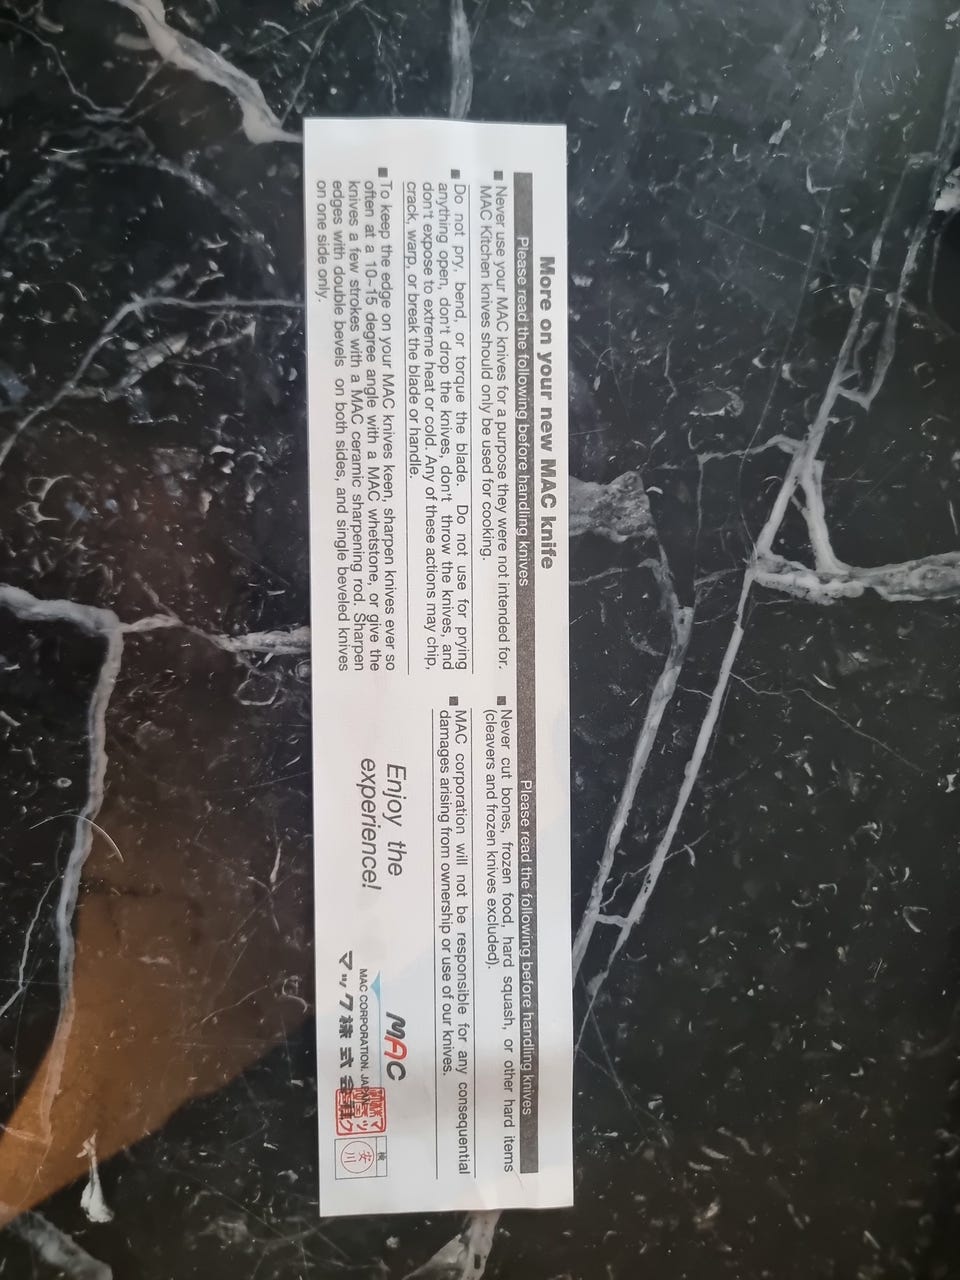 More on your new MAC knife
Please read the following before handling knives
■ Never use your MAC knives for a purpose they were not intended for.
MAC Kitchen knives should only be used for cooking.
■ Do not pry, bend, or torque the blade. Do not use for prying
anything open, don't drop the knives, don't throw the knives, and
don't expose to extreme heat or cold. Any of these actions may chip,
crack, warp, or break the blade or handle.
■ To keep the edge on your MAC knives keen, sharpen knives ever so
often at a 10~15 degree angle with a MAC whetstone, or give the
knives a few strokes with a MAC ceramic sharpening rod. Sharpen
edges with double bevels on both sides, and single beveled knives
on one side only.
Please read the following before handling knives
■ Never cut bones, frozen food, hard squash, or other hard items
(cleavers and frozen knives excluded).
■ MAC corporation will not be responsible for any consequential
damages arising from ownership or use of our knives.
Enjoy the
experience!
MAC
MAC CORPORATION. JAPAN
マック株式会社
検
安川